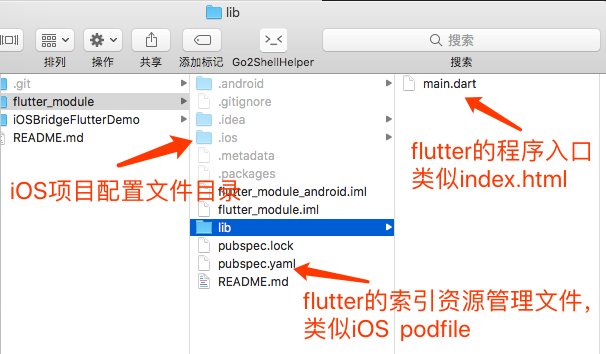 lib
排列
操作
共享
添加标记
Go2ShellHelper
搜索
搜索
.git
flutter_module
iOSBridgeFlutterDemo
README.md
.android
.gitignore
.idea
.ios
.metadata
.packages
flutter_module_android.iml
flutter_module.iml
lib
pubspec.lock
pubspec.yaml
README.md
main.dart
iOS项目配置文件目录
flutter的程序入口
类似index.html
flutter的索引资源管理文件,
类似iOS podfile